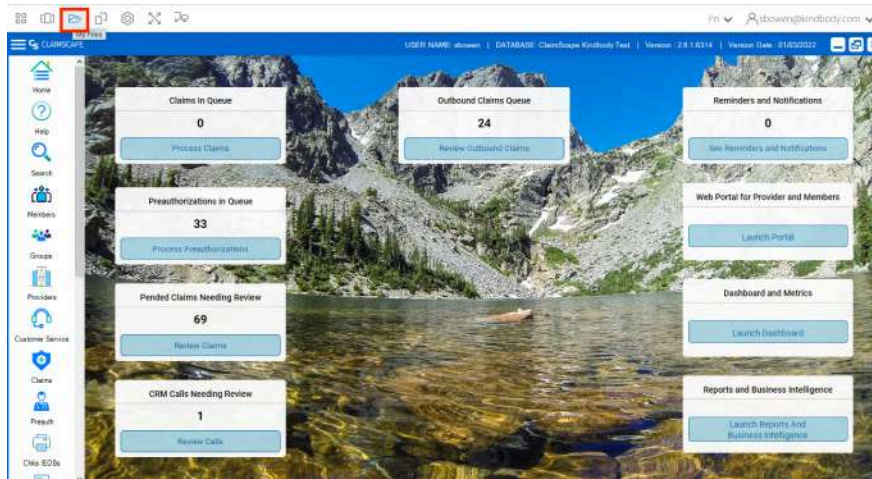 Fn
sbowen@kindbody.com
My Files
CLAIMSCAPE
USER NAME: sbowen | DATABASE: ClaimScape Kindbody Test | Version : 2.8.1.6314 | Version Date : 01/03/2022
Home
Help
Search
Members
Groups
Providers
Customer Service
Claims
Preauth
Chks /EOBs
Claims In Queue
0
Process Claims
Outbound Claims Queue
24
Review Outbound Claims
Reminders and Notifications
0
See Reminders and Notifications
Preauthorizations in Queue
33
Process Preauthorizations
Web Portal for Provider and Members
Launch Portal
Pended Claims Needing Review
69
Review Claims
Dashboard and Metrics
Launch Dashboard
CRM Calls Needing Review
1
Review Calls
Reports and Business Intelligence
Launch Reports And
Business Intelligence